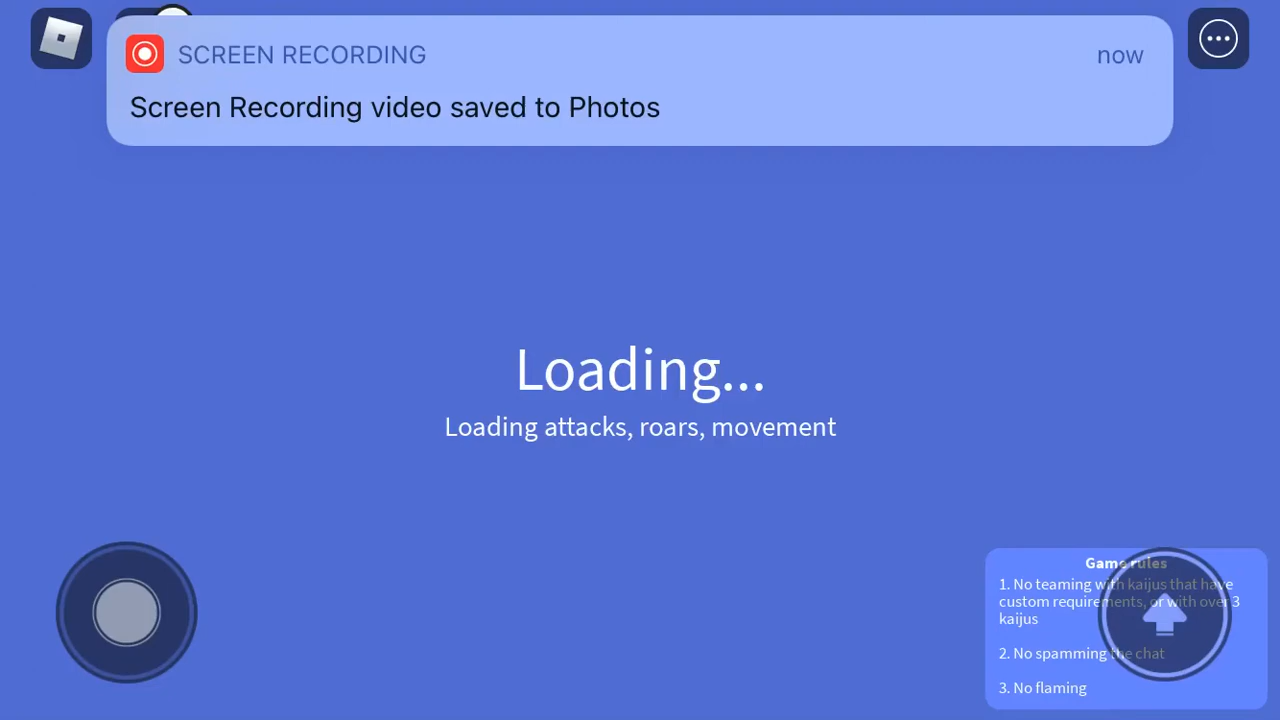 SCREEN RECORDING
now
Screen Recording video saved to Photos
Loading...
Loading attacks, roars, movement
Game rules
1. No teaming with kaijus that have
custom requirements, or with over 3
kaijus
2. No spamming the chat
3. No flaming